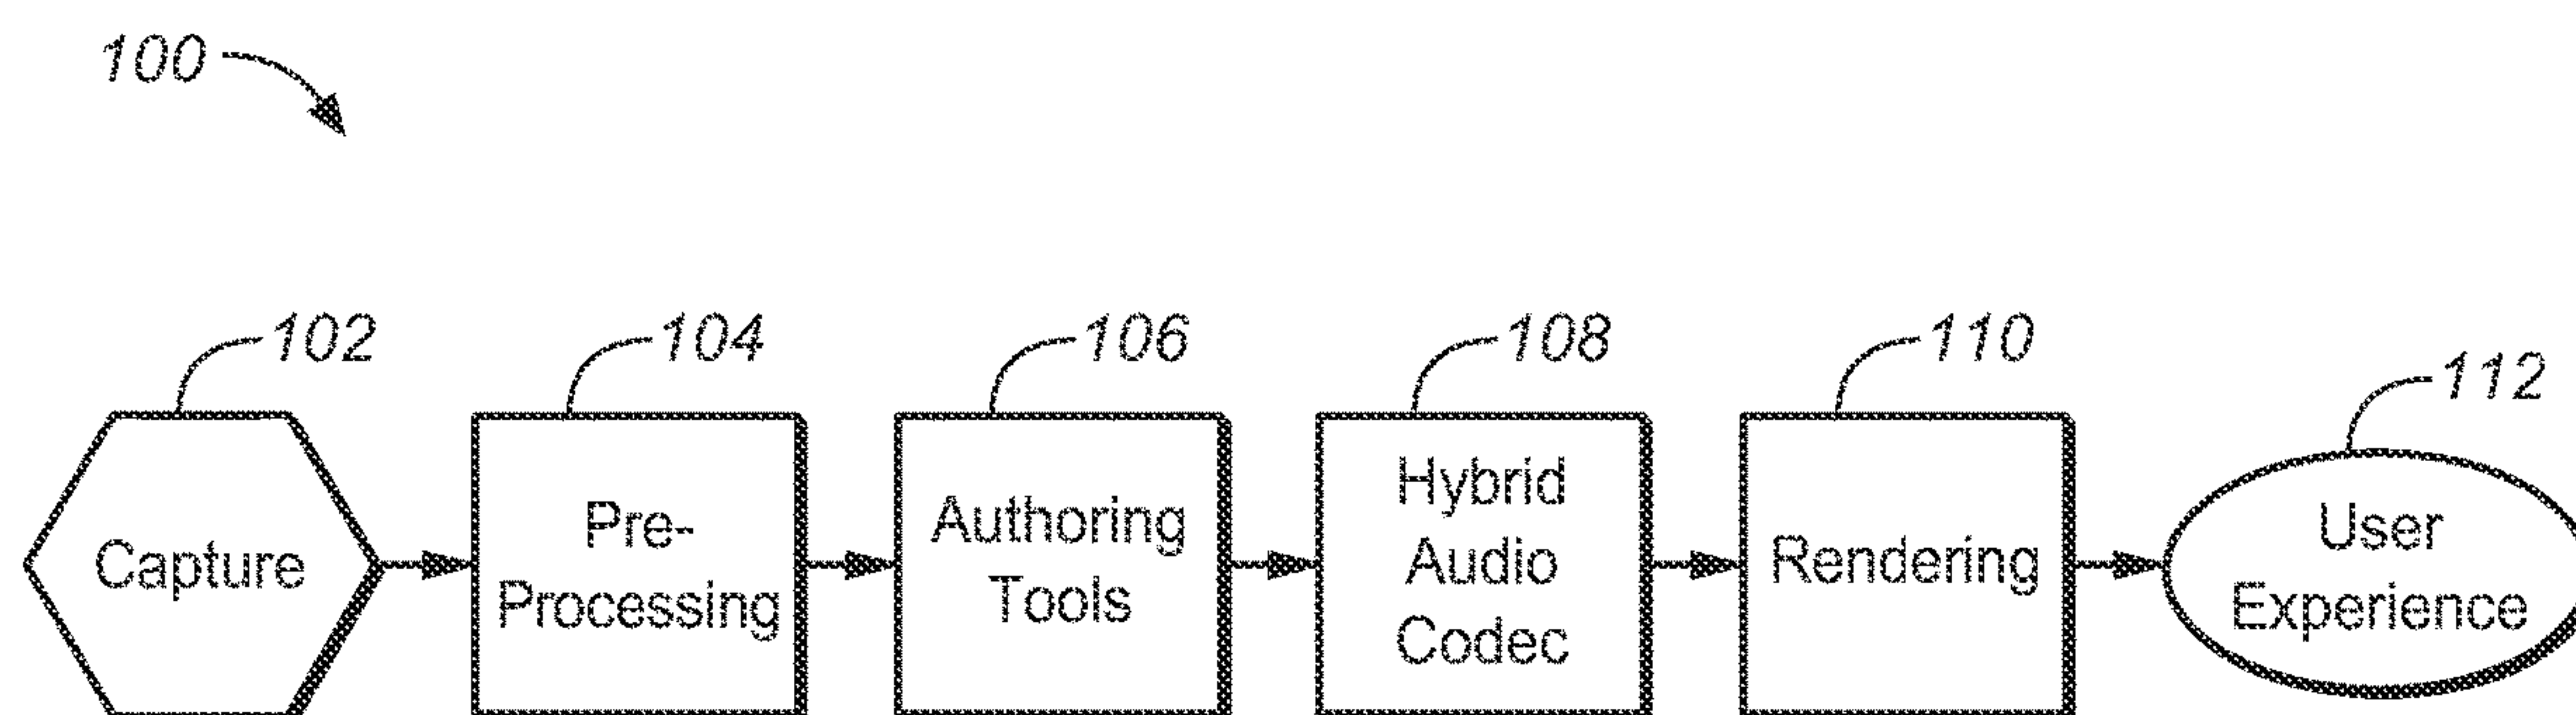 100
102
104
106
108
110
112
Capture
Pre-
Processing
Authoring
Tools
Hybrid
Audio
Codec
Rendering
User
Experience